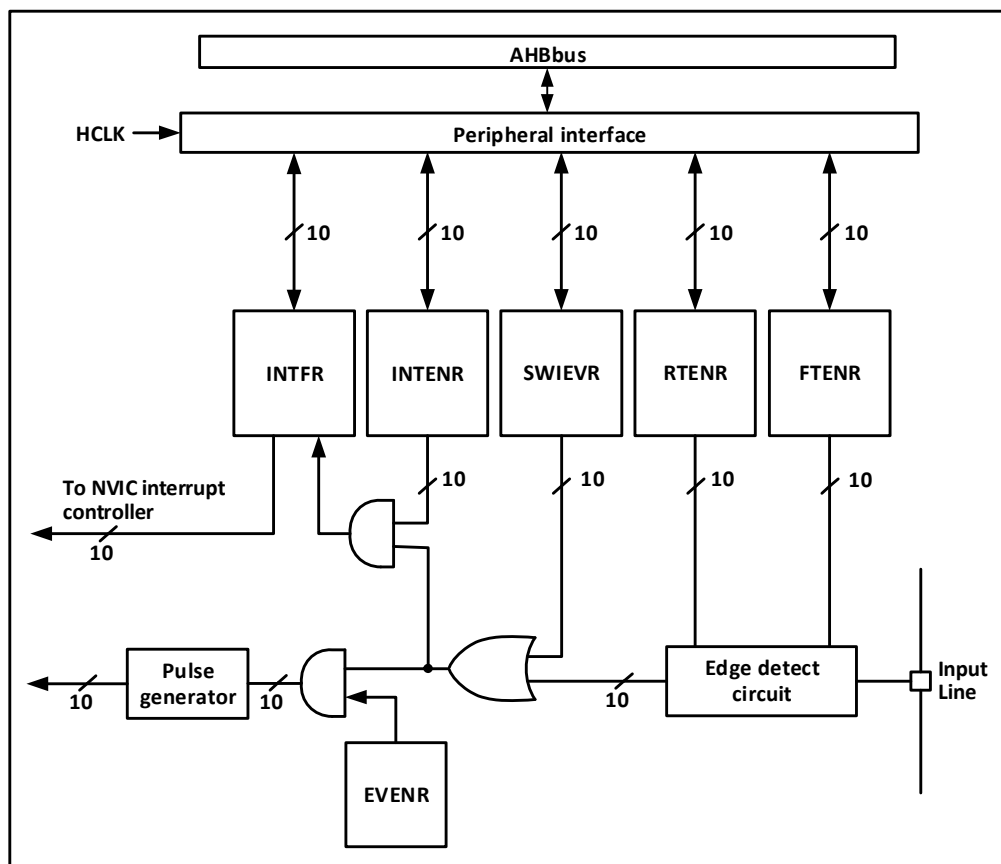 AHBbus
HCLK
Peripheral interface
10
10
10
10
10
INTFR
INTENR
SWIEVR
RTENR
FTENR
10
10
10
10
To NVIC interrupt
controller
10
Pulse
generator
10
10
10
Edge detect
circuit
Input
Line
EVENR